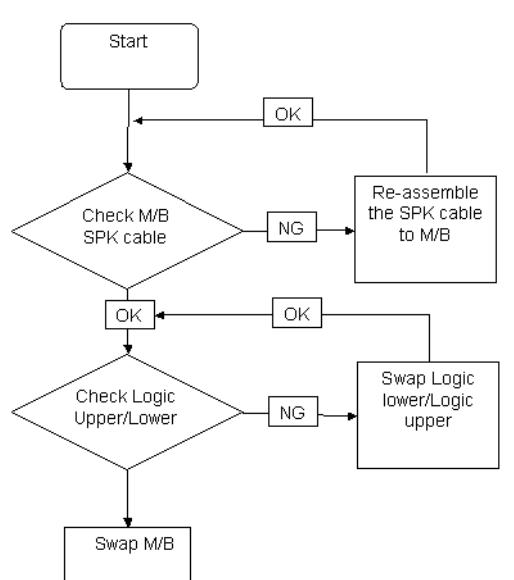 Start
OK
Check M/B
SPK cable
NG
Re-assemble
the SPK cable
to M/B
OK
OK
Check Logic
Upper/Lower
NG
Swap Logic
lower/Logic
upper
Swap M/B